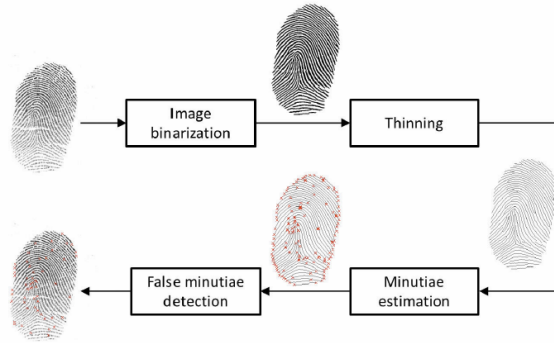 Image
binarization
Thinning
False minutiae
detection
Minutiae
estimation